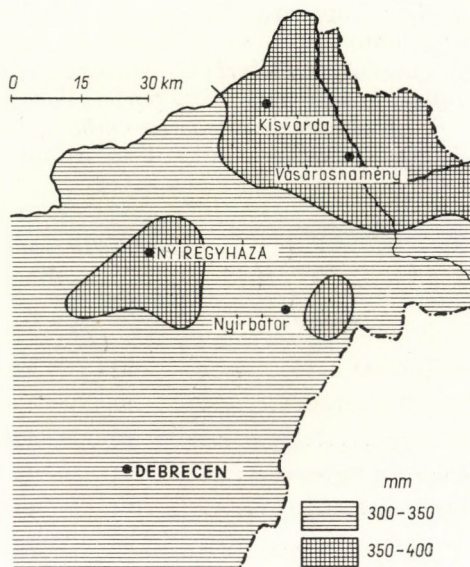 0 15 30 km
Kisvárda
Vásárosnamény
NYÍREGYHÁZA
Nyírbátor
DEBRECEN
mm
300-350
350-400